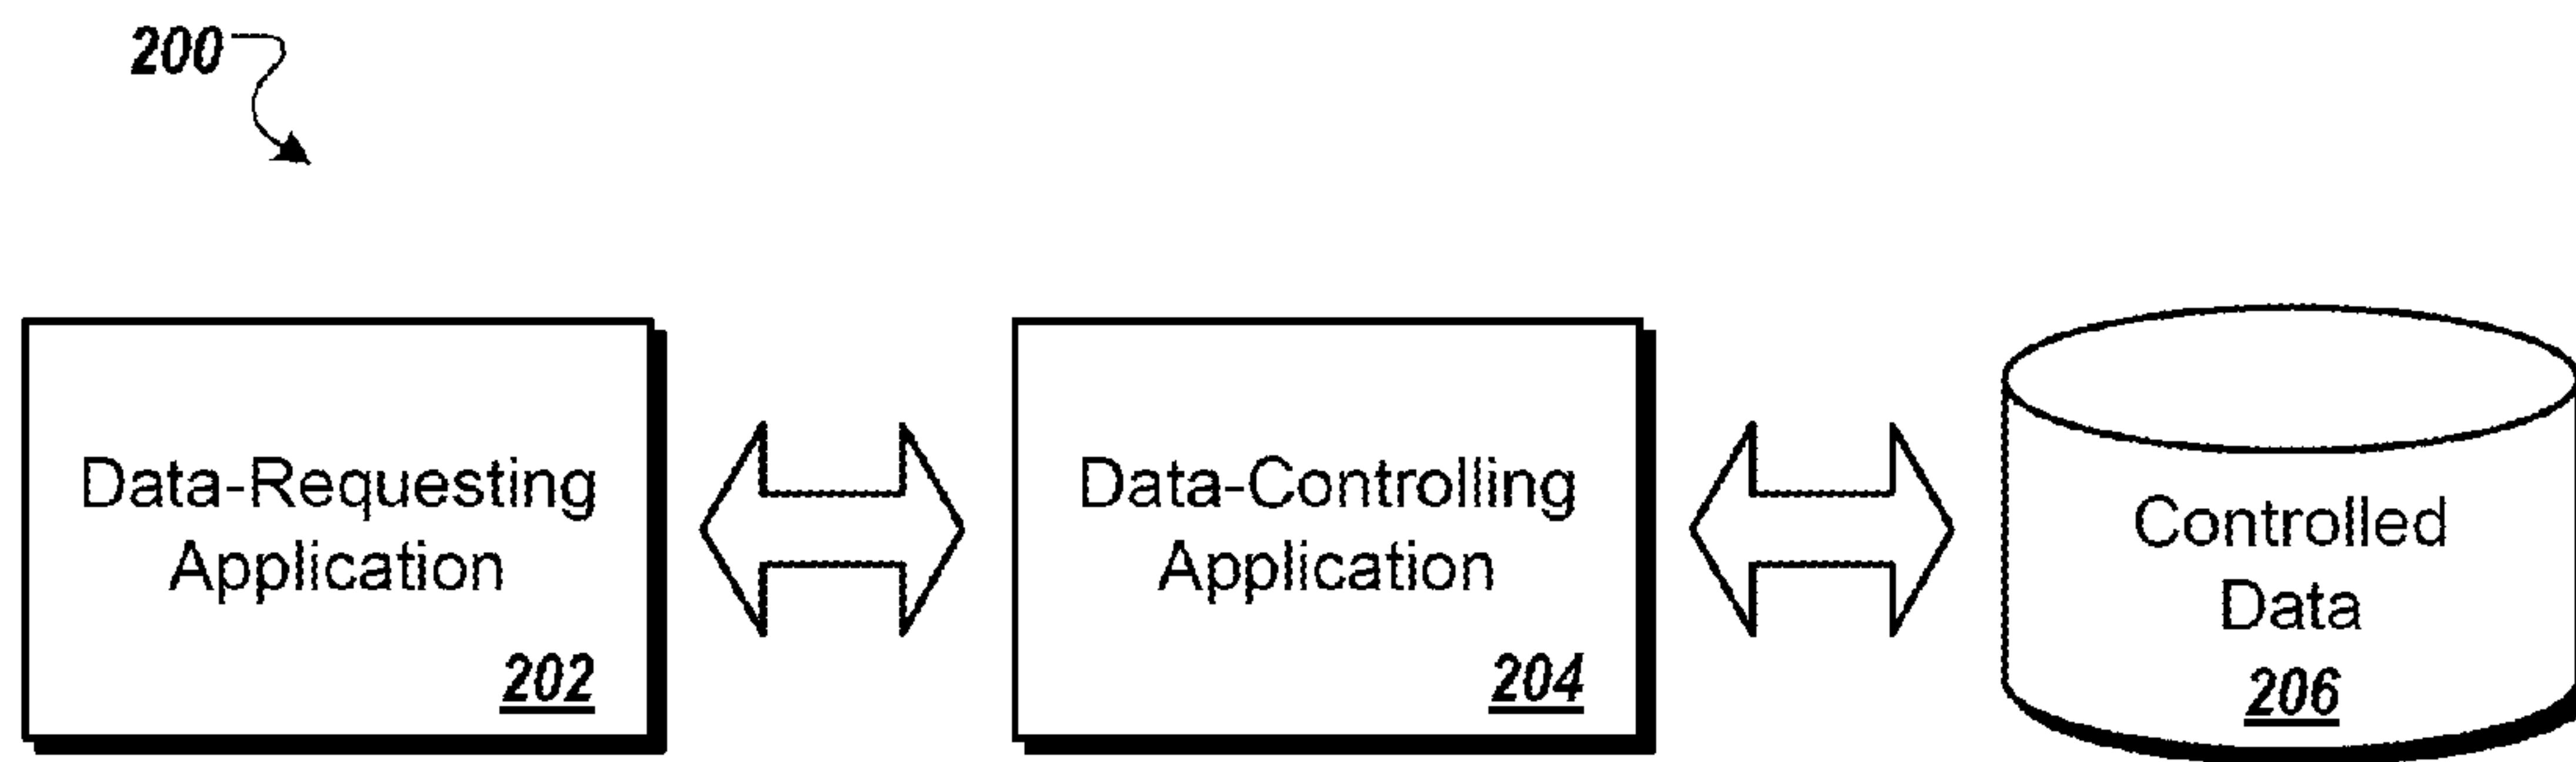 200
Data-Requesting
Application
202
Data-Controlling
Application
204
Controlled
Data
206